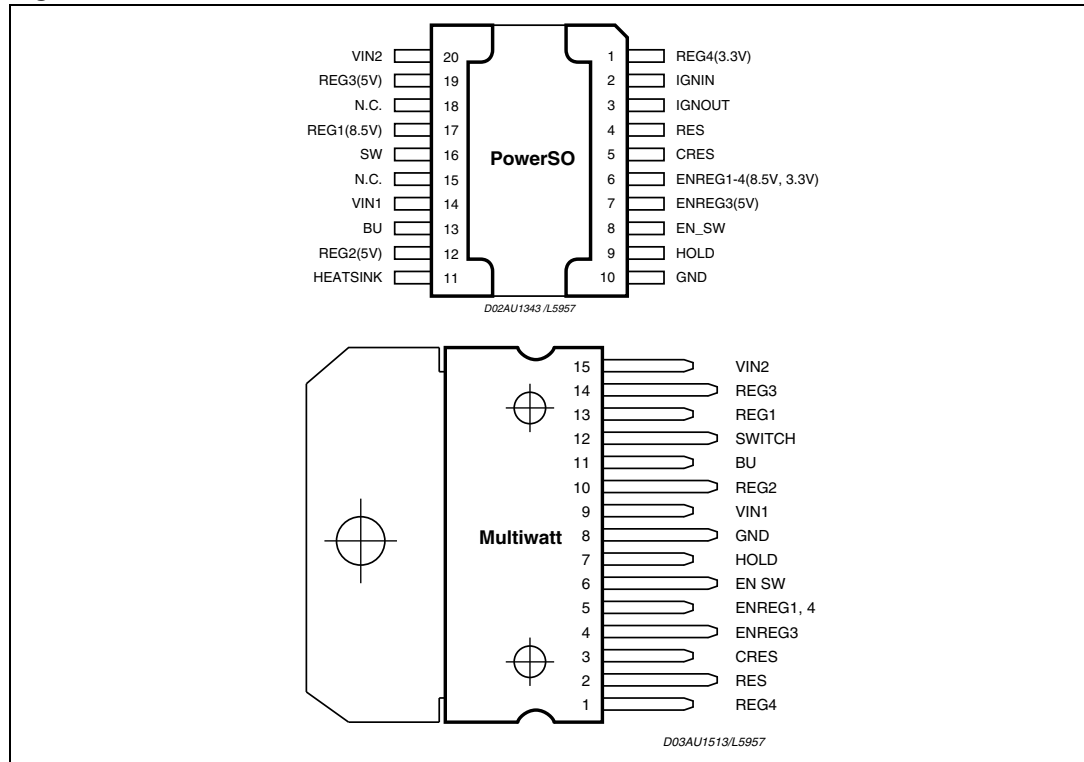 VIN2 20 1 REG4(3.3V)
REG3(5V) 19 2 IGNIN
N.C. 18 3 IGNOUT
REG1(8.5V) 17 4 RES
SW 16 5 CRES
PowerSO
N.C. 15 6 ENREG1-4(8.5V, 3.3V)
VIN1 14 7 ENREG3(5V)
BU 13 8 EN_SW
REG2(5V) 12 9 HOLD
HEATSINK 11 10 GND
D02AU1343 /L5957
15 VIN2
14 REG3
13 REG1
12 SWITCH
11 BU
10 REG2
9 VIN1
Multiwatt 8 GND
7 HOLD
6 EN SW
5 ENREG1, 4
4 ENREG3
3 CRES
2 RES
1 REG4
D03AU1513/L5957